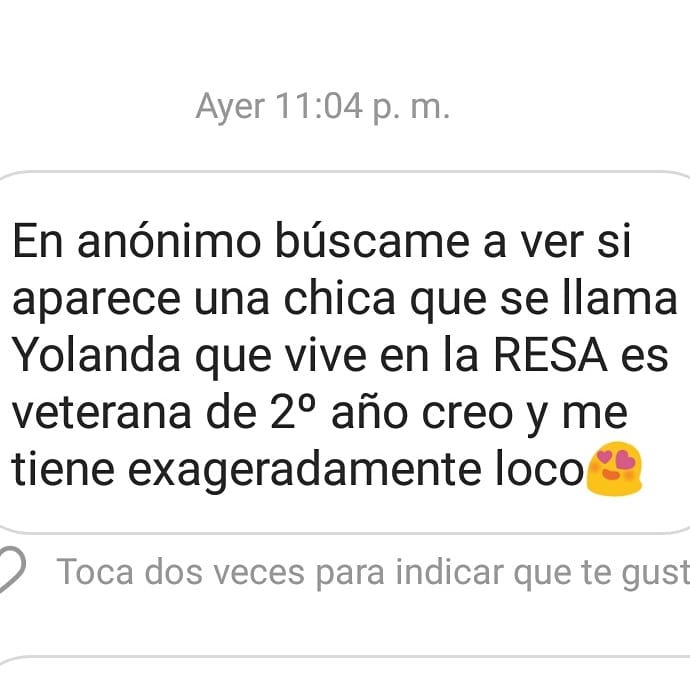 Ayer 11:04 p. m.
En anónimo búscame a ver si
aparece una chica que se llama
Yolanda que vive en la RESA es
veterana de 2º año creo y me
tiene exageradamente loco😍
Toca dos veces para indicar que te gust